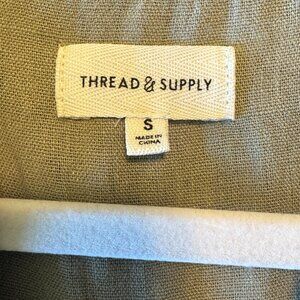 THREAD & SUPPLY
S
MADE IN
CHINA